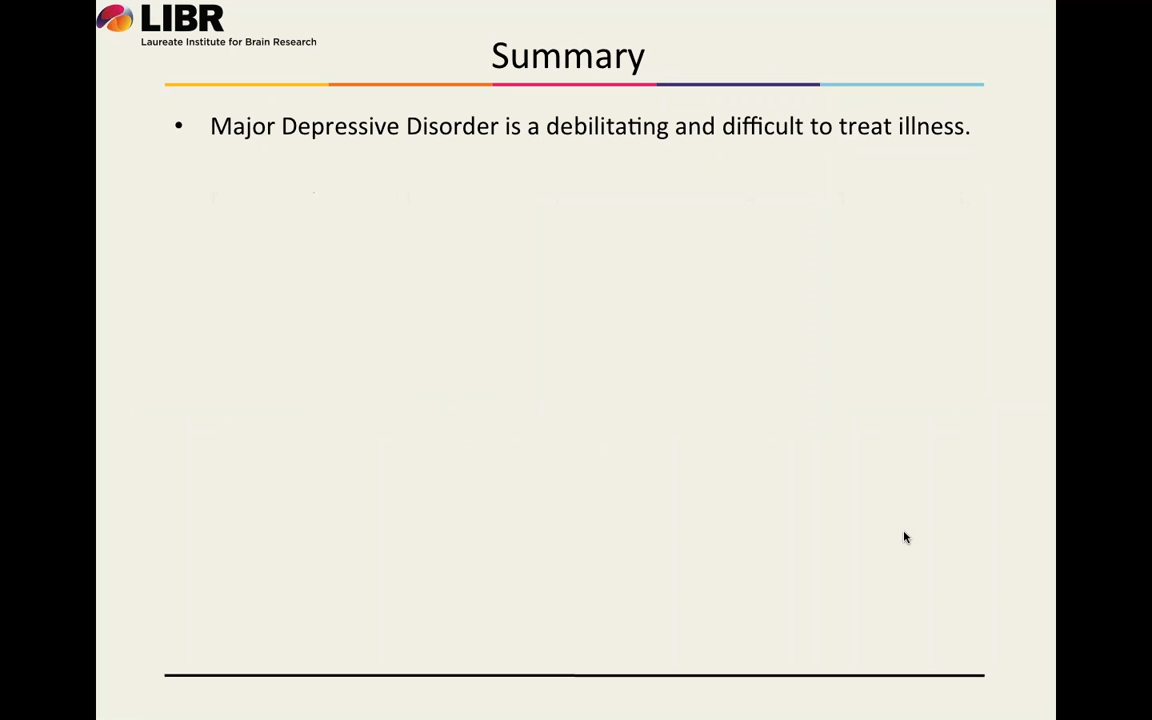 LIBR
Laureate Institute for Brain Research
Summary
• Major Depressive Disorder is a debilitating and difficult to treat illness.